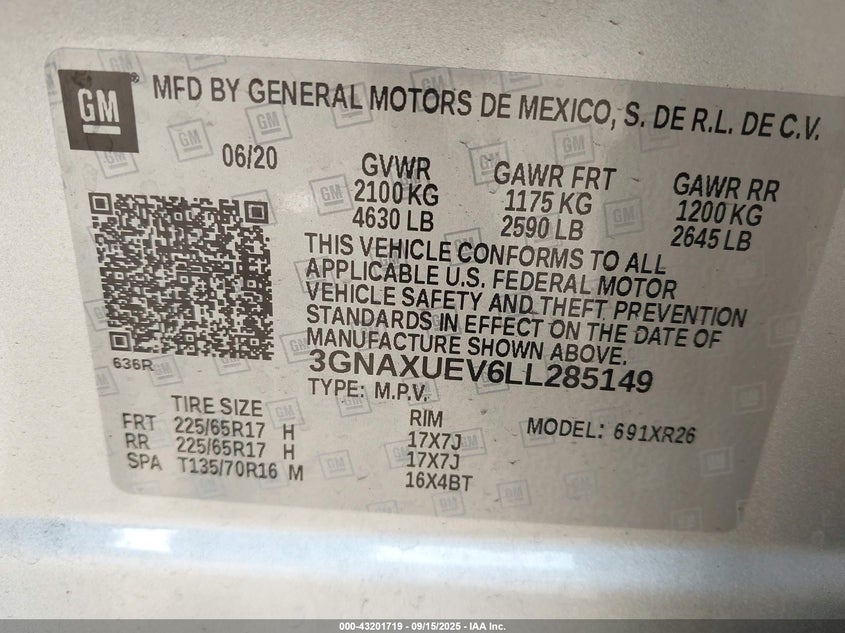 GM ® MFD BY GENERAL MOTORS DE MEXICO, S. DE R.L. DE C.V.
06/20
GVWR GAWR FRT GAWR RR
2100 KG 1175 KG 1200 KG
4630 LB 2590 LB 2645 LB
THIS VEHICLE CONFORMS TO ALL
APPLICABLE U.S. FEDERAL MOTOR
VEHICLE SAFETY AND THEFT PREVENTION
STANDARDS IN EFFECT ON THE DATE OF
MANUFACTURE SHOWN ABOVE.
636R
3GNAXUEV6LL285149
TYPE: M.P.V.
TIRE SIZE RIM MODEL: 691XR26
FRT 225/65R17 H 17X7J
RR 225/65R17 H 17X7J
SPA T135/70R16 M 16X4BT
000-43201719 - 09/15/2025 - IAA Inc.